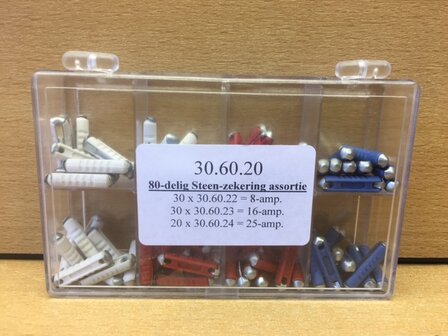 30.60.20
80-delig Steen-zekering assortie
30 x 30.60.22 = 8-amp.
30 x 30.60.23 = 16-amp.
20 x 30.60.24 = 25-amp.